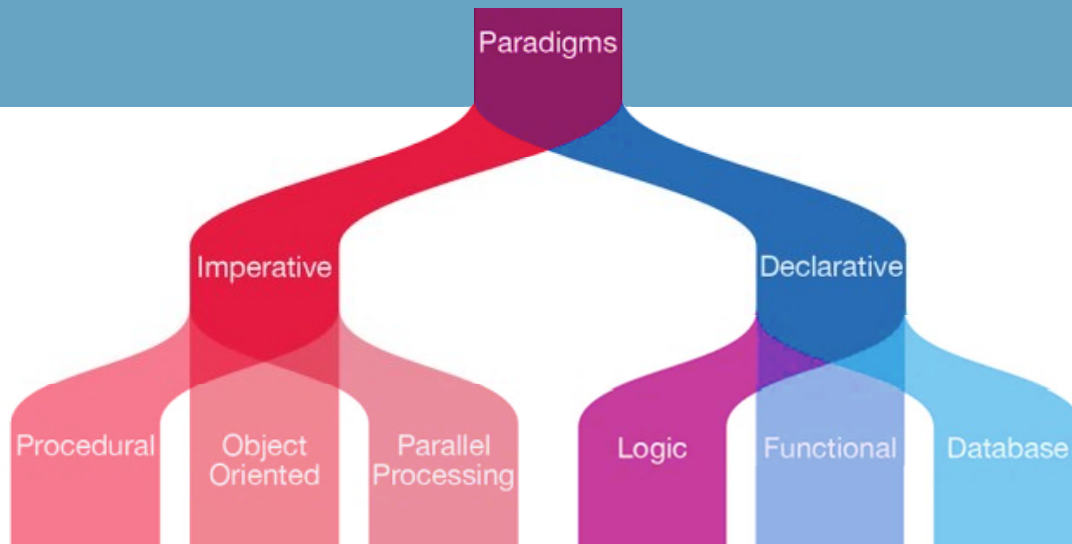 Paradigms
Imperative
Declarative
Procedural
Object
Oriented
Parallel
Processing
Logic
Functional
Database